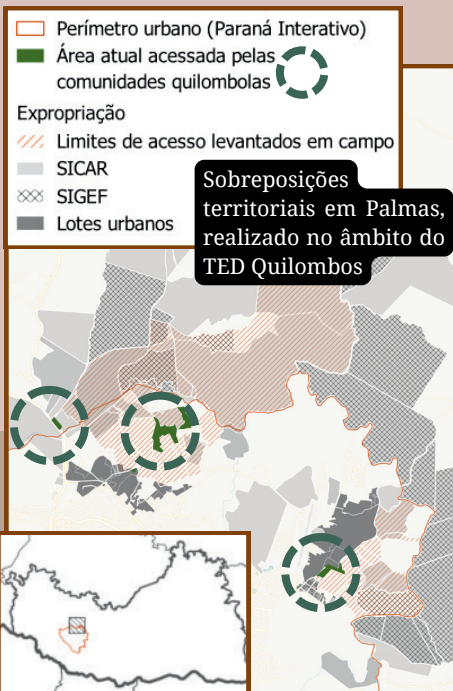 Perímetro urbano (Paraná Interativo)
Área atual acessada pelas
comunidades quilombolas
Expropriação
Limites de acesso levantados em campo
SICAR
SIGEF
Lotes urbanos
Sobreposições
territoriais em Palmas,
realizado no âmbito do
TED Quilombos